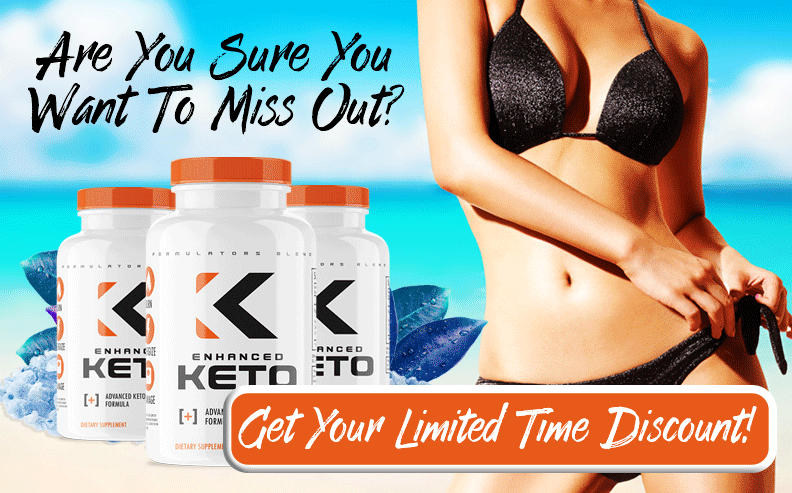 Are You Sure You
Want To Miss Out?
FORMULATORS BLEND
K
ENHANCED
KETO
[+]
ADVANCED KETO
FORMULA
DIETARY SUPPLEMENT
Get Your Limited Time Discount!